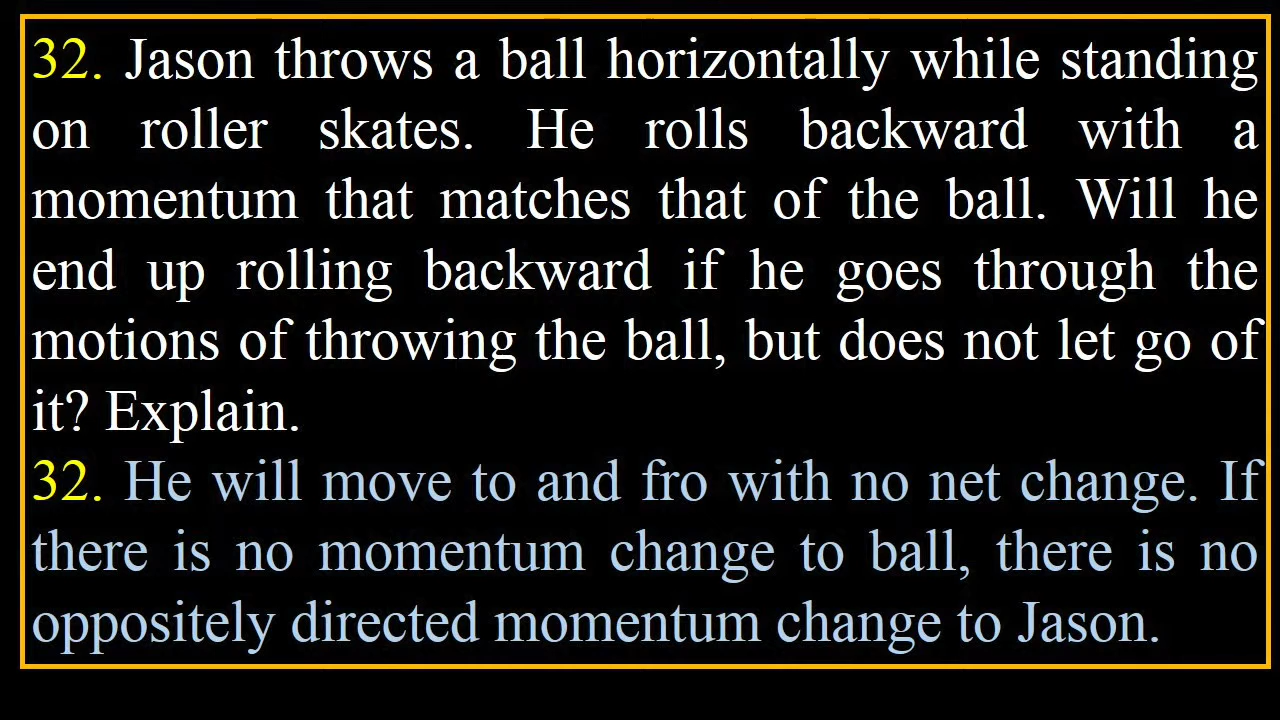 32. Jason throws a ball horizontally while standing
on roller skates. He rolls backward with a
momentum that matches that of the ball. Will he
end up rolling backward if he goes through the
motions of throwing the ball, but does not let go of
it? Explain.
32. He will move to and fro with no net change. If
there is no momentum change to ball, there is no
oppositely directed momentum change to Jason.